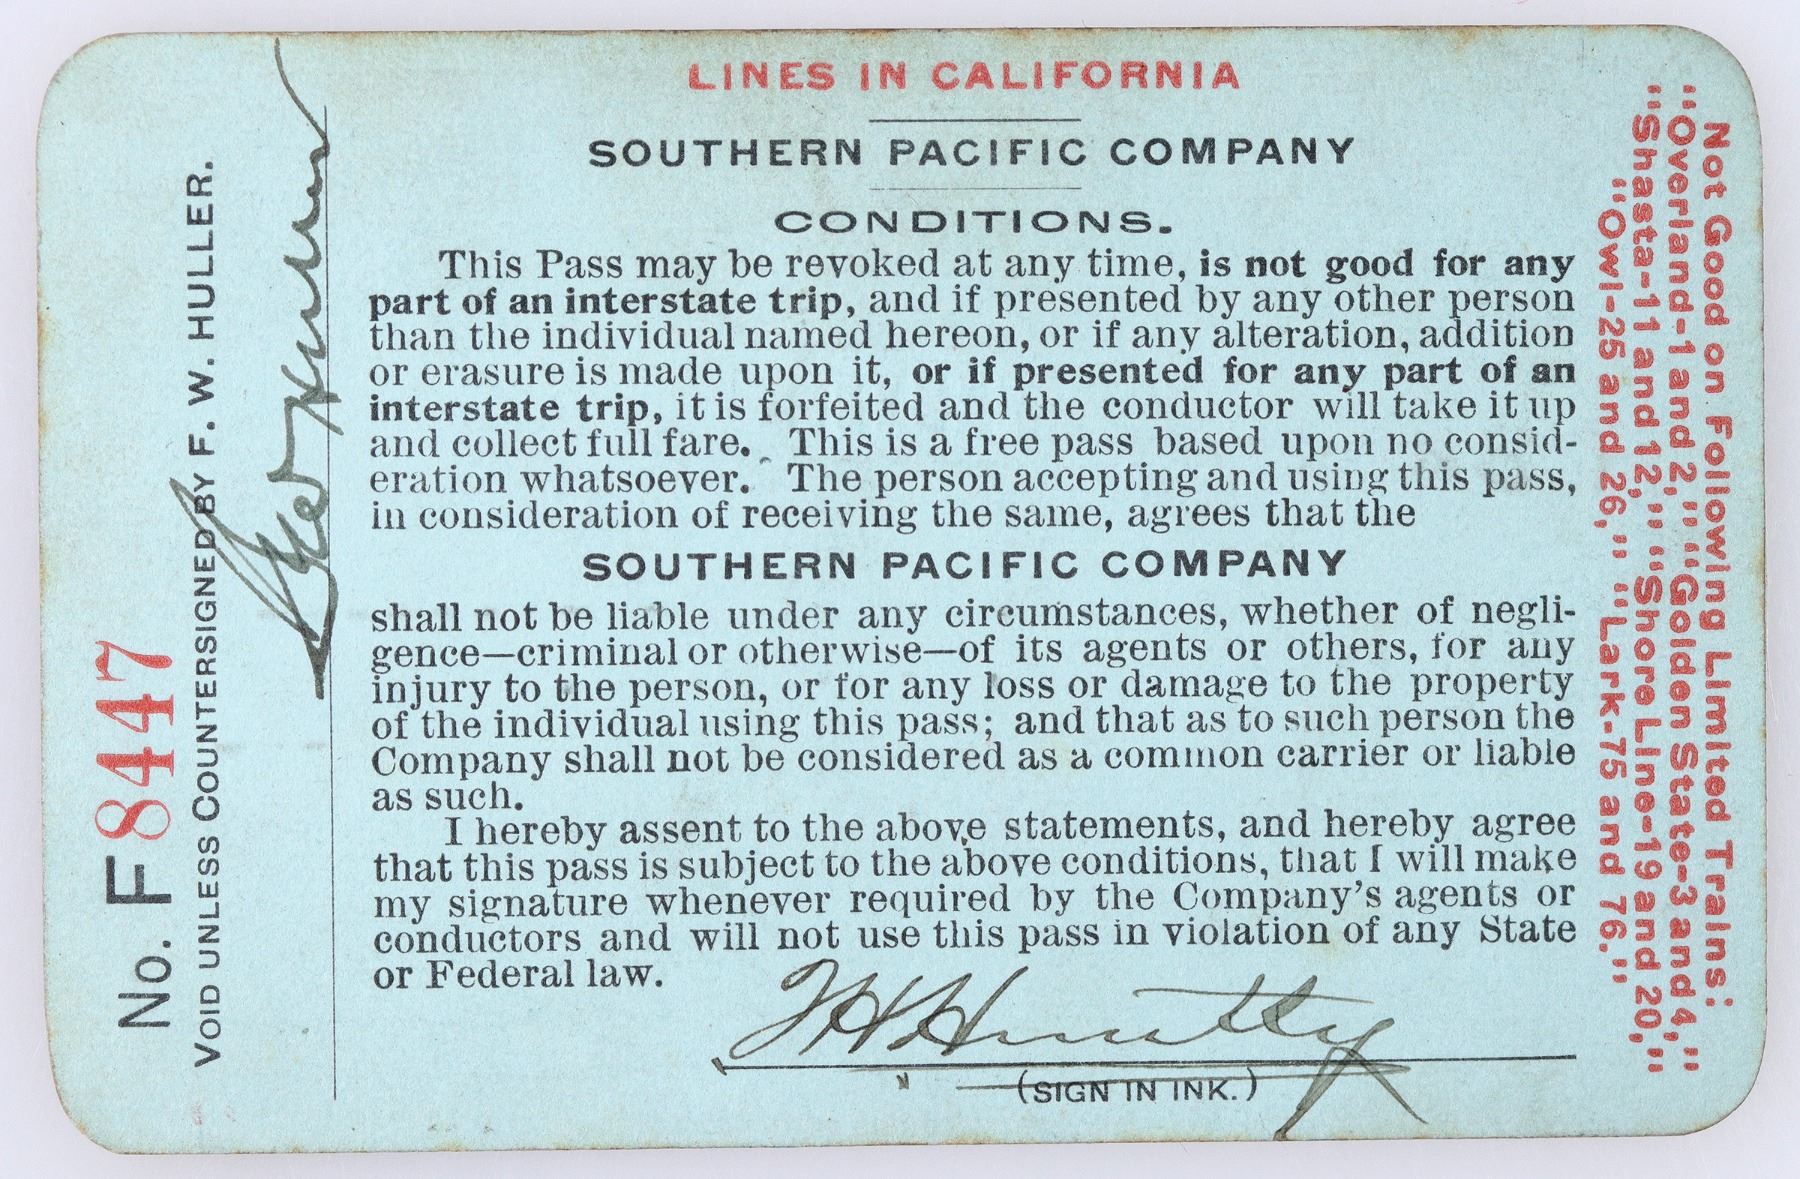 LINES IN CALIFORNIA
SOUTHERN PACIFIC COMPANY
CONDITIONS.
This Pass may be revoked at any time, is not good for any
part of an interstate trip, and if presented by any other person
than the individual named hereon, or if any alteration, addition
or erasure is made upon it, or if presented for any part of an
interstate trip, it is forfeited and the conductor will take it up
and collect full fare. This is a free pass based upon no consid-
eration whatsoever. The person accepting and using this pass,
in consideration of receiving the same, agrees that the
SOUTHERN PACIFIC COMPANY
shall not be liable under any circumstances, whether of negli-
gence—criminal or otherwise—of its agents or others, for any
injury to the person, or for any loss or damage to the property
of the individual using this pass; and that as to such person the
Company shall not be considered as a common carrier or liable
as such.
I hereby assent to the above statements, and hereby agree
that this pass is subject to the above conditions, that I will make
my signature whenever required by the Company's agents or
conductors and will not use this pass in violation of any State
or Federal law.
(SIGN IN INK.)
No. F8447
VOID UNLESS COUNTERSIGNED BY F. W. HULLER.
Not Good on Following Limited Trains:
"Overland-1 and 2," "Golden State-3 and 4,"
"Shasta-11 and 12," "Shore Line-19 and 20,"
"Owl-25 and 26," "Lark-75 and 76."